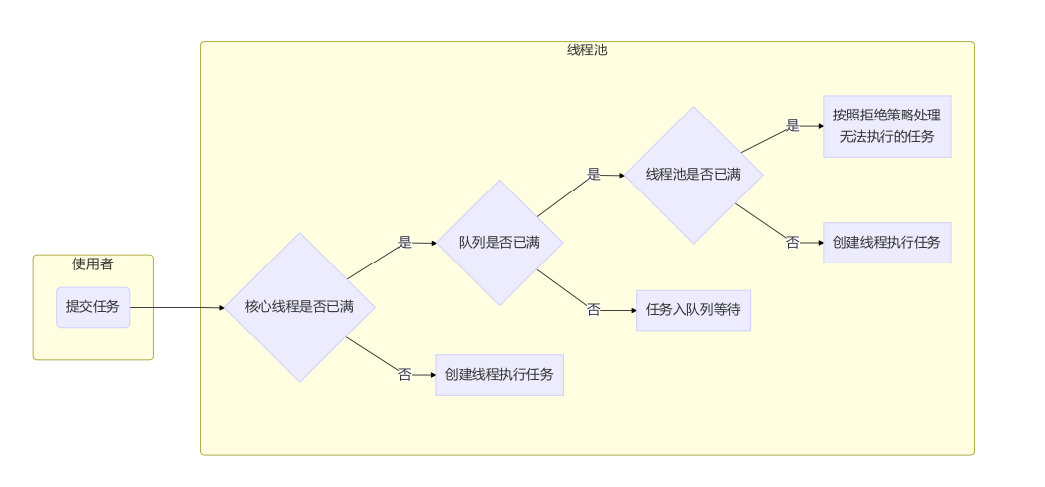 线程池
使用者
提交任务
核心线程是否已满
是
否
创建线程执行任务
队列是否已满
是
否
任务入队列等待
线程池是否已满
是
否
按照拒绝策略处理
无法执行的任务
创建线程执行任务